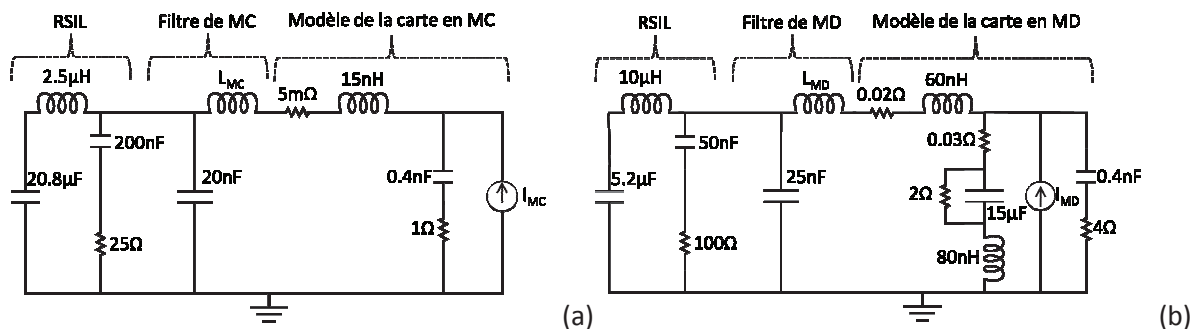 RSIL
Filtre de MC
Modèle de la carte en MC
2.5µH
L_MC
5mΩ
15nH
200nF
20.8µF
20nF
0.4nF
I_MC
25Ω
1Ω
(a)
RSIL
Filtre de MD
Modèle de la carte en MD
10µH
L_MD
0.02Ω
60nH
0.03Ω
50nF
5.2µF
25nF
2Ω
15µF
I_MD
0.4nF
100Ω
80nH
4Ω
(b)